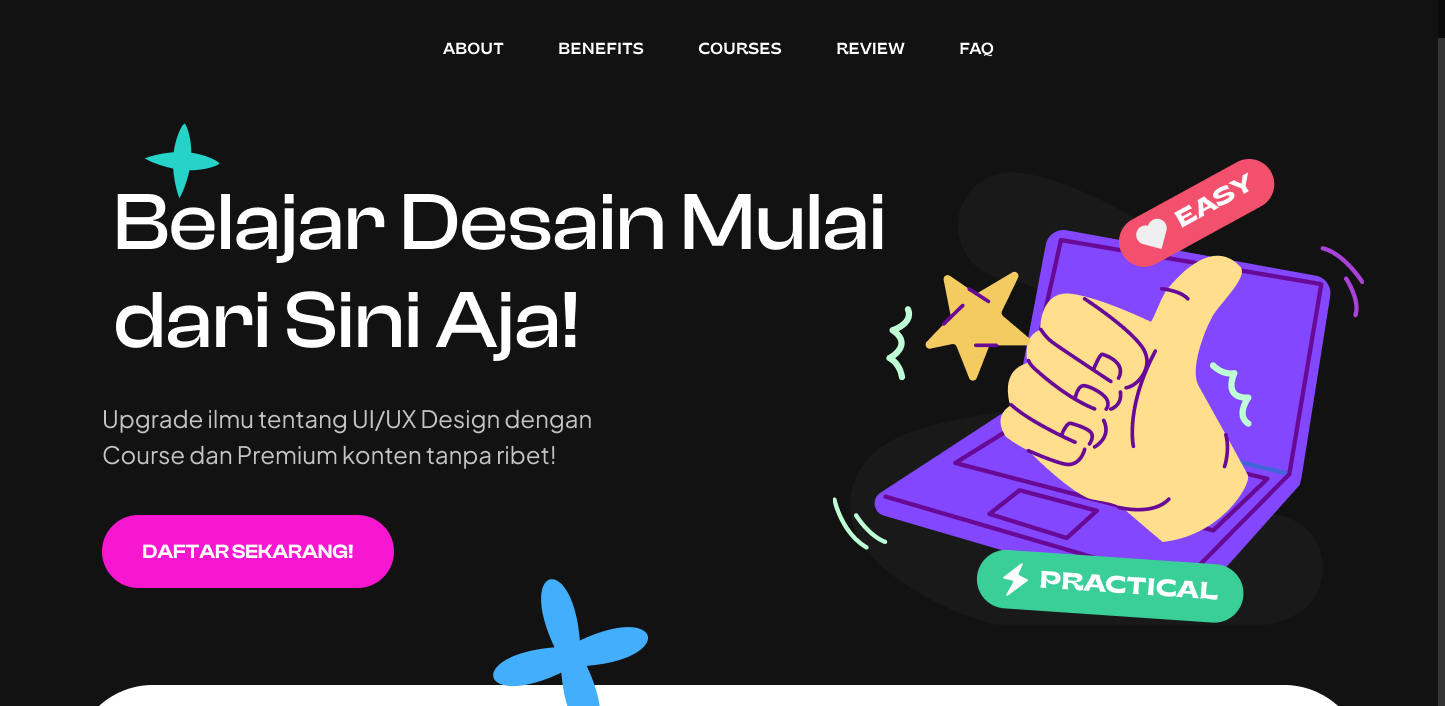 ABOUT BENEFITS COURSES REVIEW FAQ
Belajar Desain Mulai
dari Sini Aja!
Upgrade ilmu tentang UI/UX Design dengan
Course dan Premium konten tanpa ribet!
DAFTAR SEKARANG!
EASY
PRACTICAL